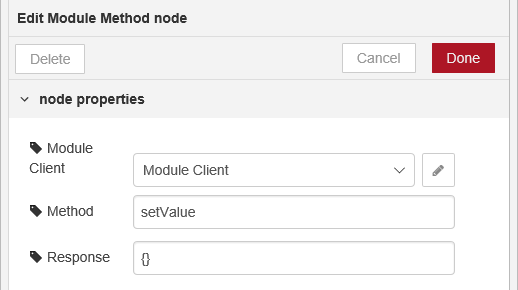 Edit Module Method node
Delete
Cancel
Done
node properties
Module
Client
Module Client
Method
setValue
Response
{}